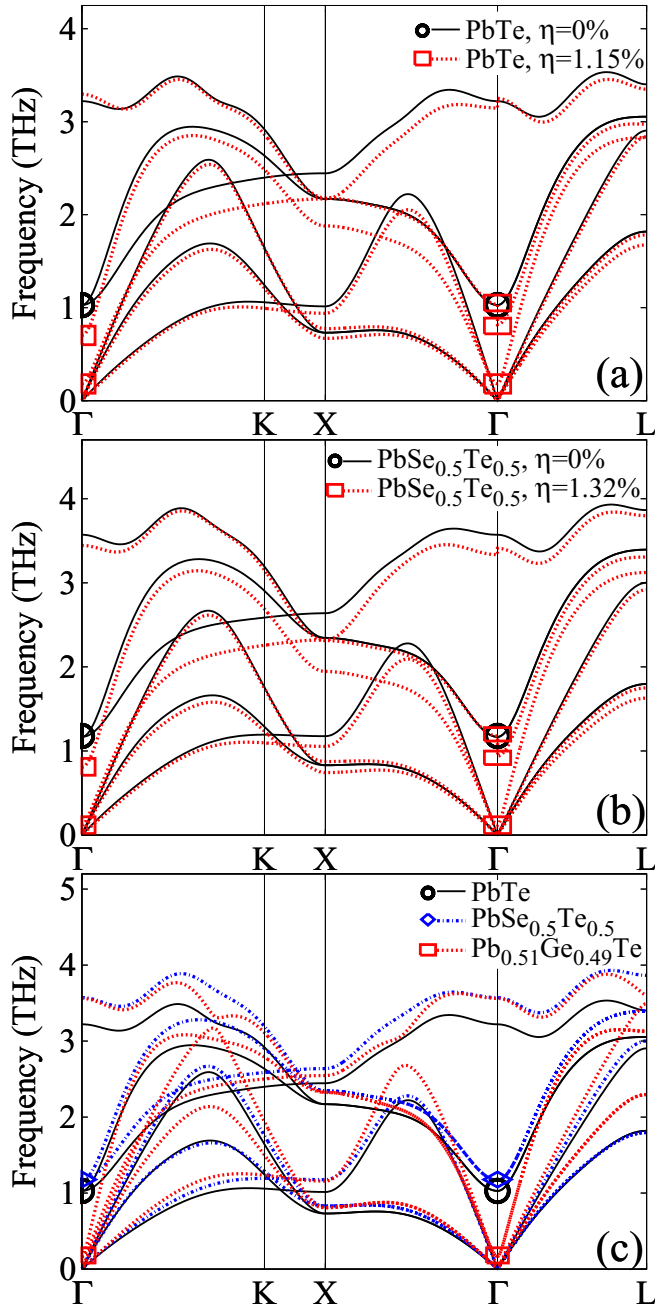 PbTe, η=0%
PbTe, η=1.15%
4
3
2
1
0
Frequency (THz)
(a)
Γ K X Γ L
PbSe0.5Te0.5, η=0%
PbSe0.5Te0.5, η=1.32%
4
3
2
1
0
Frequency (THz)
(b)
Γ K X Γ L
PbTe
PbSe0.5Te0.5
Pb0.51Ge0.49Te
5
4
3
2
1
0
Frequency (THz)
(c)
Γ K X Γ L